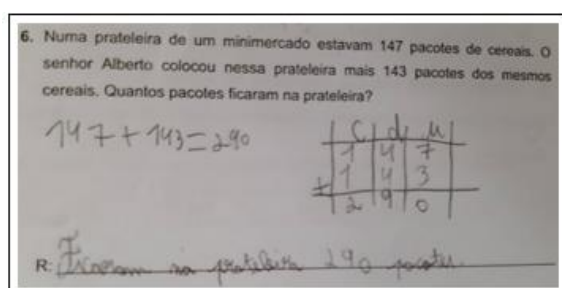 6. Numa prateleira de um minimercado estavam 147 pacotes de cereais. O
senhor Alberto colocou nessa prateleira mais 143 pacotes dos mesmos
cereais. Quantos pacotes ficaram na prateleira?
147+143=290
C d u
1 4 7
+ 1 4 3
2 9 0
R: Ficaram na prateleira 290 pacotes.